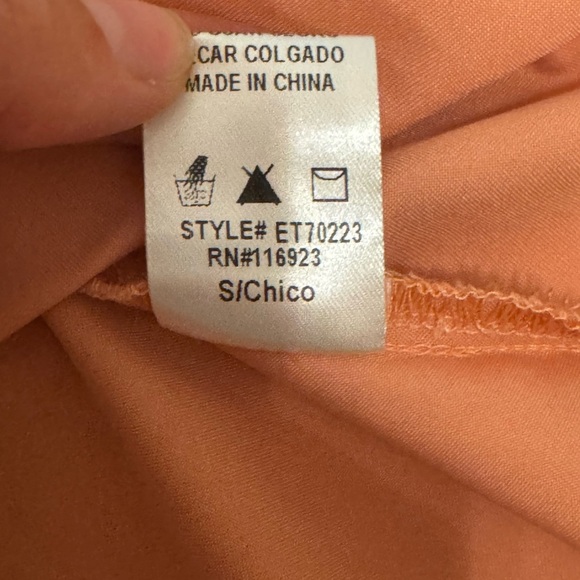 CAR COLGADO
MADE IN CHINA
STYLE# ET70223
RN#116923
S/Chico